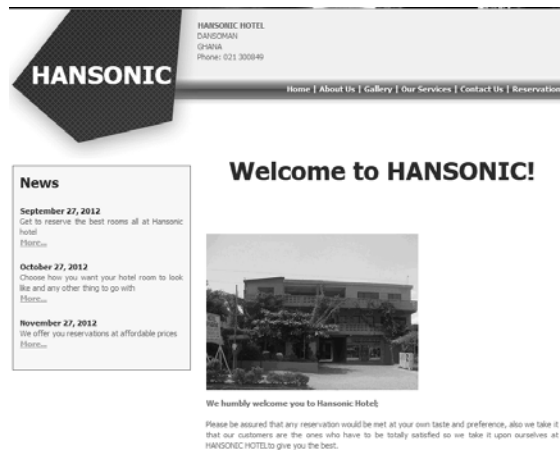 HANSONIC
HANSONIC HOTEL
DANSOMAN
GHANA
Phone: 021 300849
Home | About Us | Gallery | Our Services | Contact Us | Reservation
News
September 27, 2012
Get to reserve the best rooms all at Hansonic
hotel
More...
October 27, 2012
Choose how you want your hotel room to look
like and any other thing to go with
More...
November 27, 2012
We offer you reservations at affordable prices
More...
Welcome to HANSONIC!
We humbly welcome you to Hansonic Hotel;
Please be assured that any reservation would be met at your own taste and preference, also we take it
that our customers are the ones who have to be totally satisfied so we take it upon ourselves at
HANSONIC HOTEL to give you the best.